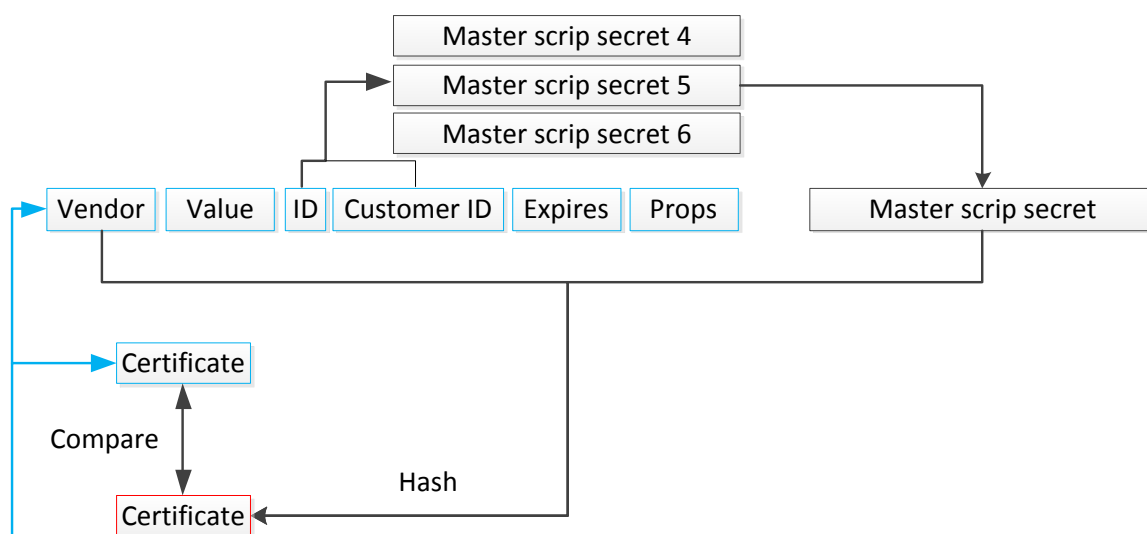 Master scrip secret 4
Master scrip secret 5
Master scrip secret 6
Vendor Value ID Customer ID Expires Props Master scrip secret
Certificate
Compare
Hash
Certificate